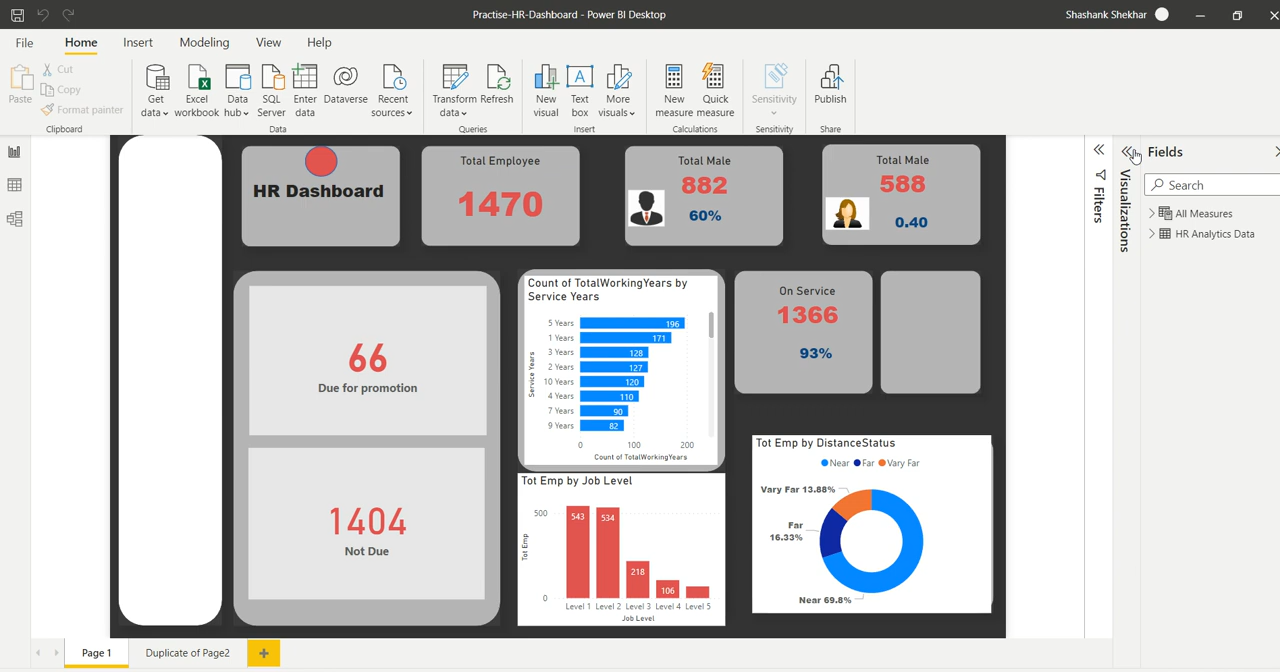 Practise-HR-Dashboard - Power BI Desktop
Shashank Shekhar
File
Home
Insert
Modeling
View
Help
Paste
Cut
Copy
Format painter
Clipboard
Get
data
Excel
workbook
Data
hub
SQL
Server
Enter
data
Dataverse
Recent
sources
Data
Transform
data
Refresh
Queries
New
visual
Text
box
More
visuals
Insert
New
measure
Quick
measure
Calculations
Sensitivity
Sensitivity
Publish
Share
HR Dashboard
Total Employee
1470
Total Male
882
60%
Total Male
588
0.40
66
Due for promotion
1404
Not Due
Count of TotalWorkingYears by
Service Years
Service Years
5 Years 196
1 Years 171
3 Years 128
2 Years 127
10 Years 120
4 Years 110
7 Years 90
9 Years 82
0 100 200
Count of TotalWorkingYears
On Service
1366
93%
Tot Emp by Job Level
Tot Emp
500
0
543
534
218
106
Level 1 Level 2 Level 3 Level 4 Level 5
Job Level
Tot Emp by DistanceStatus
Near Far Vary Far
Vary Far 13.88%
Far
16.33%
Near 69.8%
Filters
Visualizations
Fields
Search
All Measures
HR Analytics Data
Page 1
Duplicate of Page2